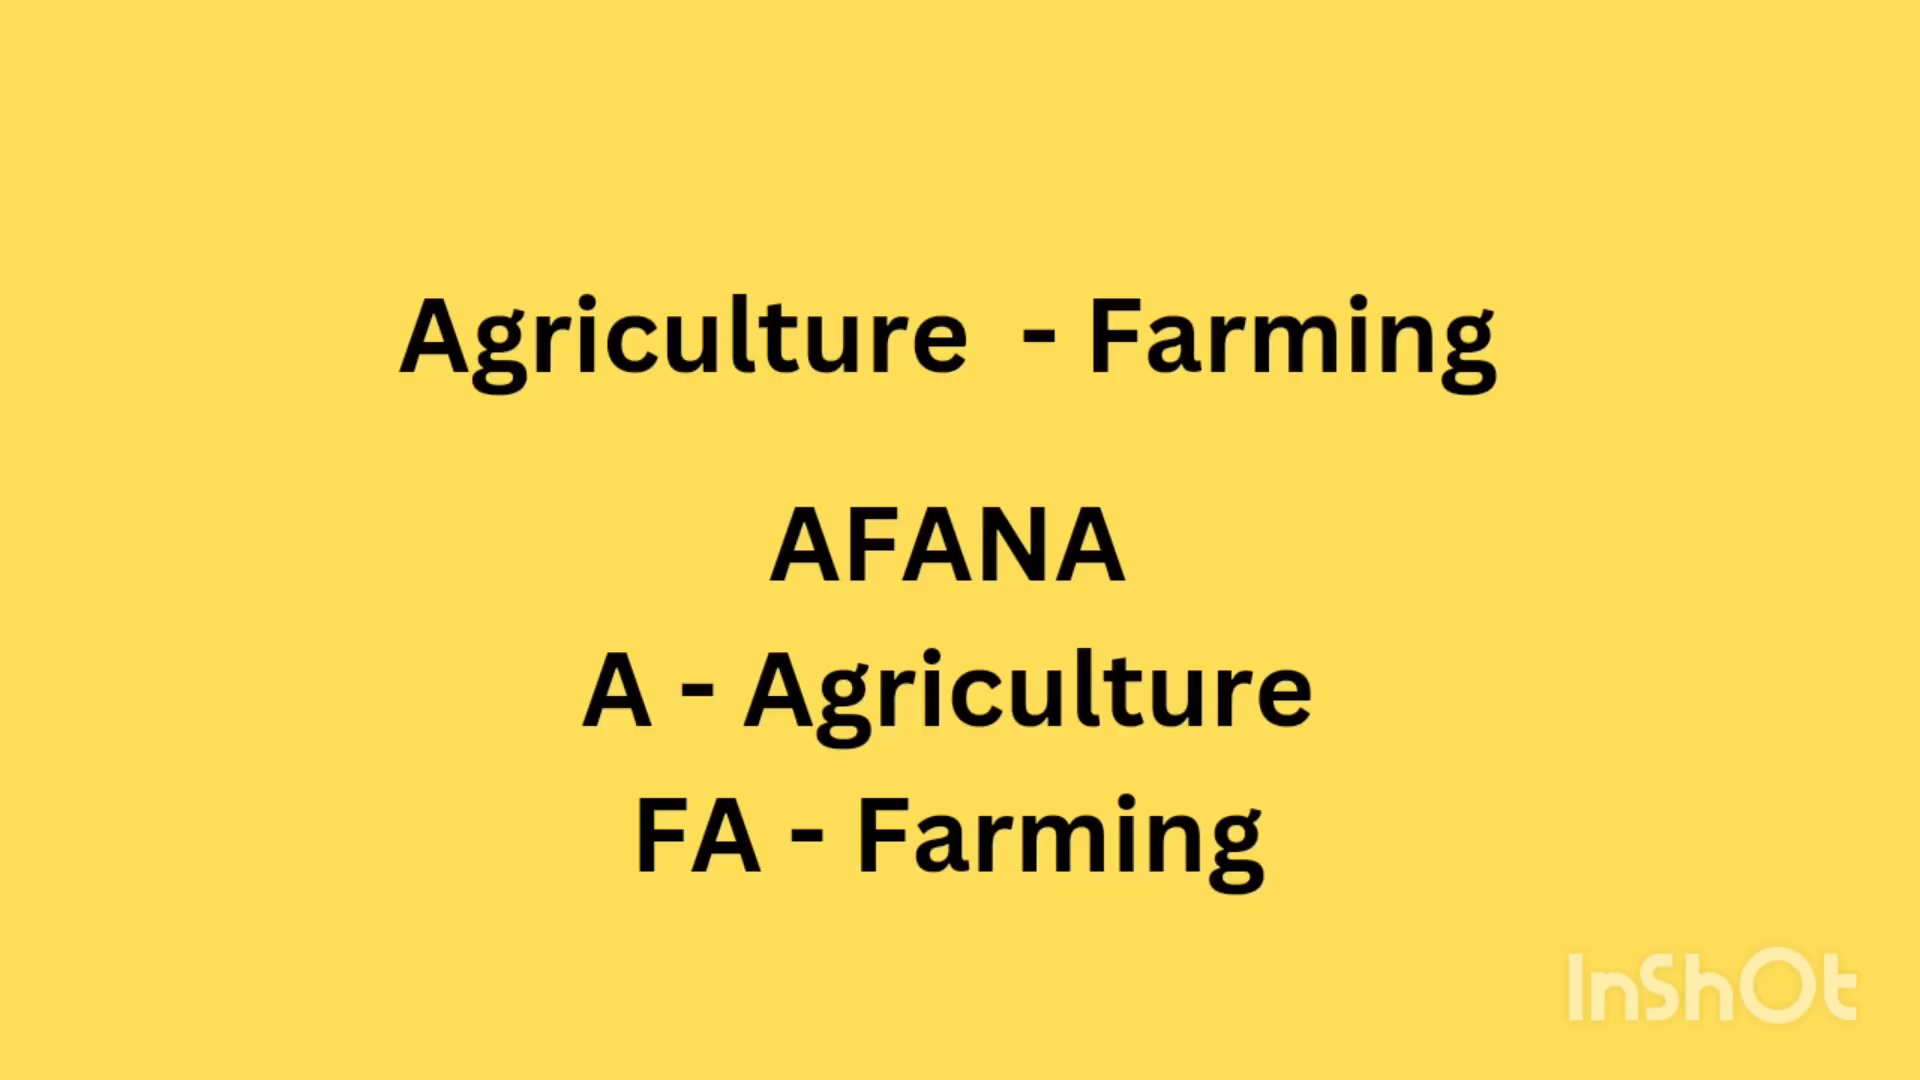 Agriculture - Farming
AFANA
A - Agriculture
FA - Farming
InShOt